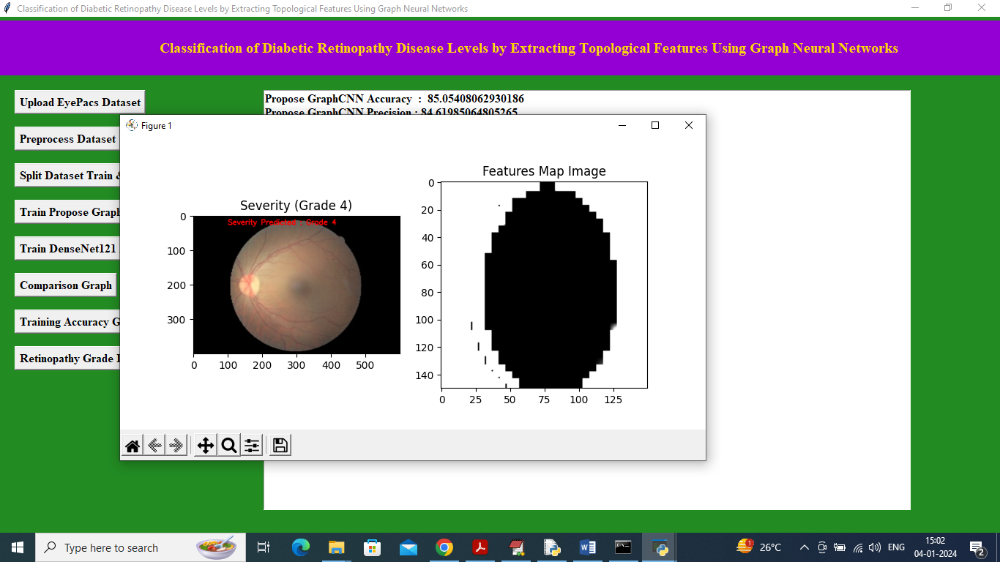 Classification of Diabetic Retinopathy Disease Levels by Extracting Topological Features Using Graph Neural Networks
Classification of Diabetic Retinopathy Disease Levels by Extracting Topological Features Using Graph Neural Networks
Upload EyePacs Dataset
Preprocess Dataset
Split Dataset Train &
Train Propose Graph
Train DenseNet121
Comparison Graph
Training Accuracy G
Retinopathy Grade
Propose GraphCNN Accuracy : 85.05408062930186
Propose GraphCNN Precision : 84.61985064805265
Figure 1
Severity (Grade 4)
Severity Predicted : Grade 4
0
100
200
300
0 100 200 300 400 500
Features Map Image
0
20
40
60
80
100
120
140
0 25 50 75 100 125
Type here to search
1
26°C
ENG
15:02
04-01-2024
2